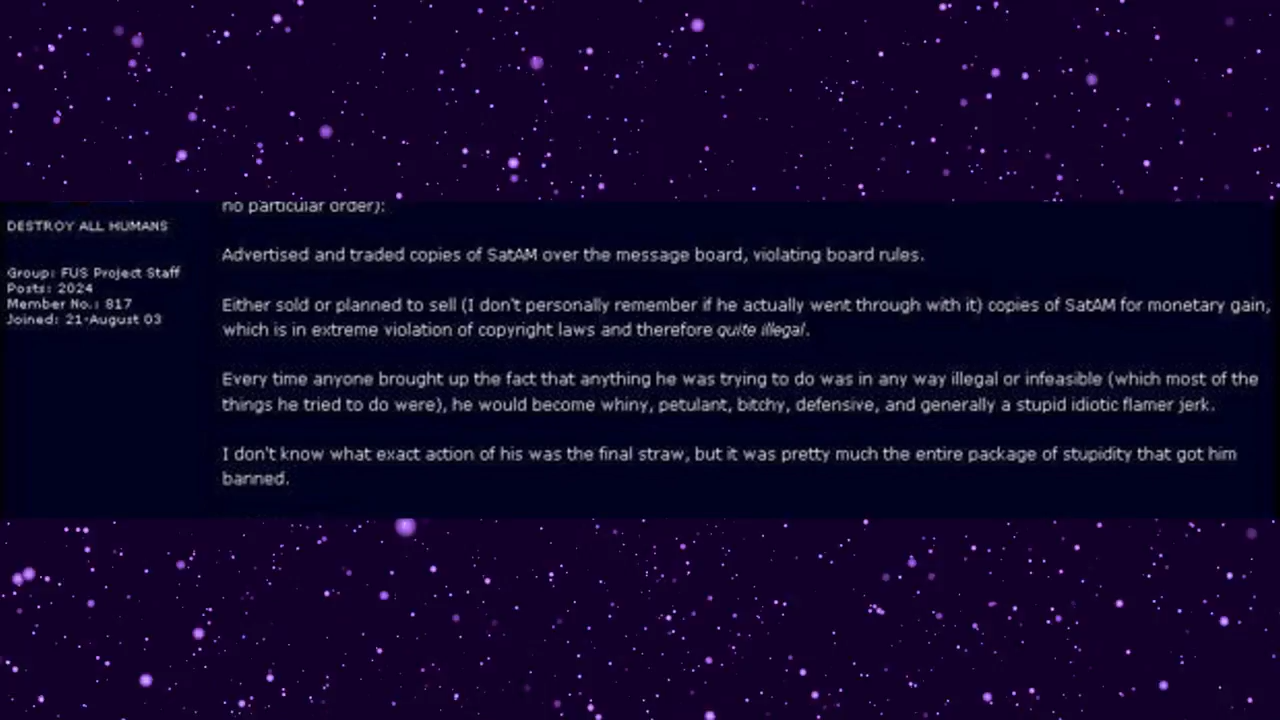 no particular order):
DESTROY ALL HUMANS
Advertised and traded copies of SatAM over the message board, violating board rules.
Group: FUS Project Staff
Posts: 2024
Member No.: 817
Joined: 21-August 03
Either sold or planned to sell (I don't personally remember if he actually went through with it) copies of SatAM for monetary gain,
which is in extreme violation of copyright laws and therefore quite illegal.
Every time anyone brought up the fact that anything he was trying to do was in any way illegal or infeasible (which most of the
things he tried to do were), he would become whiny, petulant, bitchy, defensive, and generally a stupid idiotic flamer jerk.
I don't know what exact action of his was the final straw, but it was pretty much the entire package of stupidity that got him
banned.